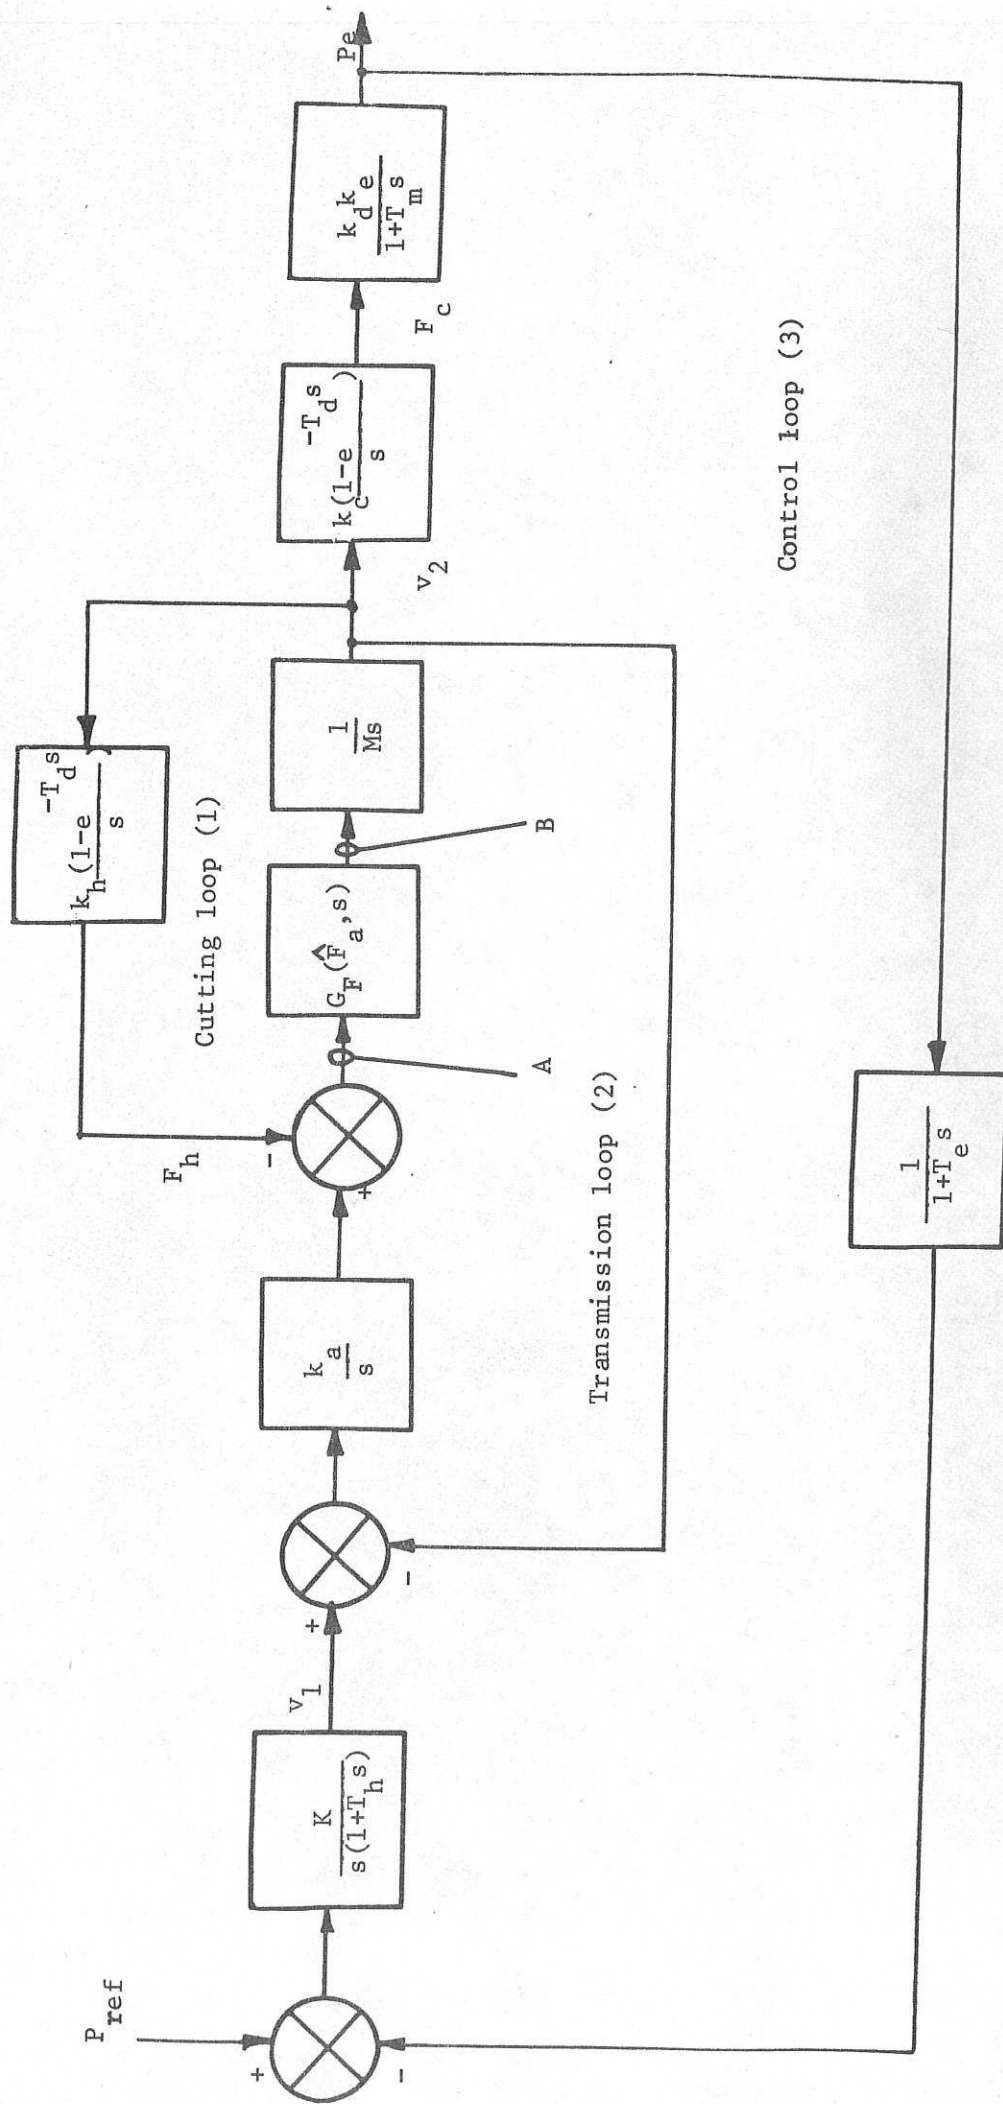 P_ref
+
-
K
s(1+T_h s)
v_1
+
-
k_a
s
+
-
F_h
k_h(1-e^-T_d s)
s
Cutting loop (1)
A
G_F(F̂_a,s)
B
1
Ms
Transmission loop (2)
v_2
k_c(1-e^-T_d s)
s
F_c
k_d k_e
1+T_m s
Pe
Control loop (3)
1
1+T_e s